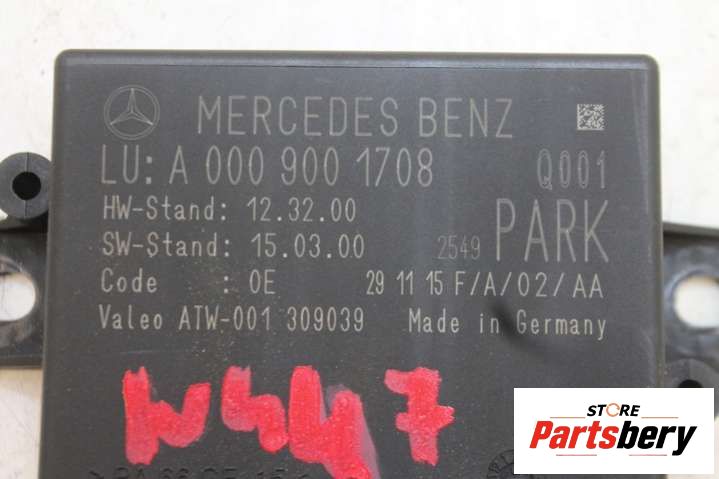 MERCEDES BENZ
LU: A 000 900 1708 Q001
HW-Stand: 12.32.00
SW-Stand: 15.03.00 2549 PARK
Code : 0E 29 11 15 F/A/02/AA
Valeo ATW-001 309039 Made in Germany
W447
STORE
Partsbery